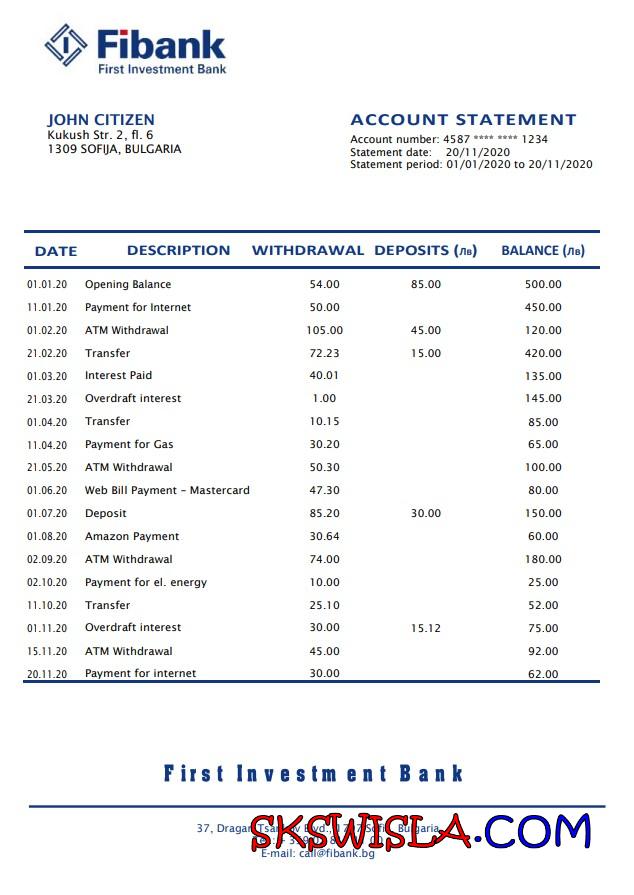 Fibank
First Investment Bank
JOHN CITIZEN
Kukush Str. 2, fl. 6
1309 SOFIJA, BULGARIA
ACCOUNT STATEMENT
Account number: 4587 **** **** 1234
Statement date: 20/11/2020
Statement period: 01/01/2020 to 20/11/2020
DATE DESCRIPTION WITHDRAWAL DEPOSITS (лв) BALANCE (лв)
01.01.20 Opening Balance 54.00 85.00 500.00
11.01.20 Payment for Internet 50.00 450.00
01.02.20 ATM Withdrawal 105.00 45.00 120.00
21.02.20 Transfer 72.23 15.00 420.00
01.03.20 Interest Paid 40.01 135.00
21.03.20 Overdraft interest 1.00 145.00
01.04.20 Transfer 10.15 85.00
11.04.20 Payment for Gas 30.20 65.00
21.05.20 ATM Withdrawal 50.30 100.00
01.06.20 Web Bill Payment – Mastercard 47.30 80.00
01.07.20 Deposit 85.20 30.00 150.00
01.08.20 Amazon Payment 30.64 60.00
02.09.20 ATM Withdrawal 74.00 180.00
02.10.20 Payment for el. energy 10.00 25.00
11.10.20 Transfer 25.10 52.00
01.11.20 Overdraft interest 30.00 15.12 75.00
15.11.20 ATM Withdrawal 45.00 92.00
20.11.20 Payment for internet 30.00 62.00
First Investment Bank
37, Dragan Bulgaria
SKSWISLA.COM
E-mail: call@fibank.bg